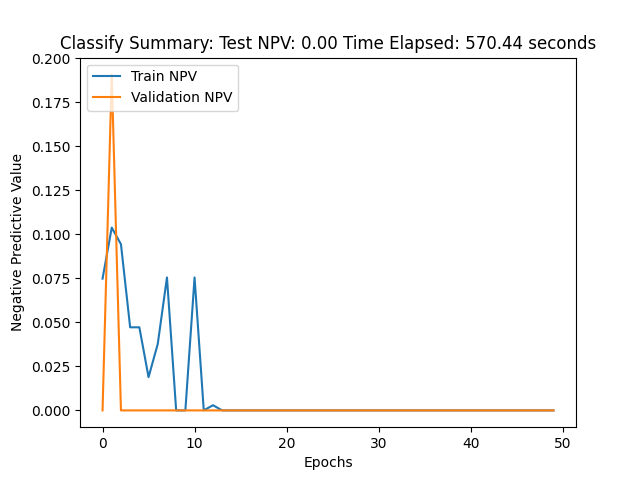 Classify Summary: Test NPV: 0.00 Time Elapsed: 570.44 seconds
Train NPV
Validation NPV
Negative Predictive Value
0.200
0.175
0.150
0.125
0.100
0.075
0.050
0.025
0.000
0 10 20 30 40 50
Epochs